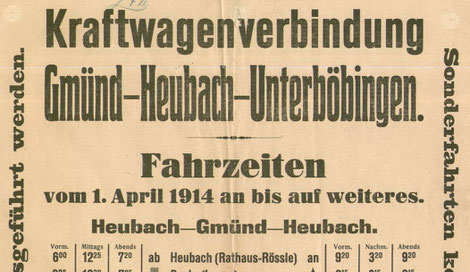 Kraftwagenverbindung
Gmünd—Heubach—Unterböbingen.
Fahrzeiten
vom 1. April 1914 an bis auf weiteres.
Heubach—Gmünd—Heubach.
Vorm. Mittags Abends Vorm. Nachm. Abends
6⁰⁰ 12²⁵ 7²⁰ ab Heubach (Rathaus-Rössle) an 9²⁰ 3²⁰ 9²⁰
werden.
Sonderfahrten